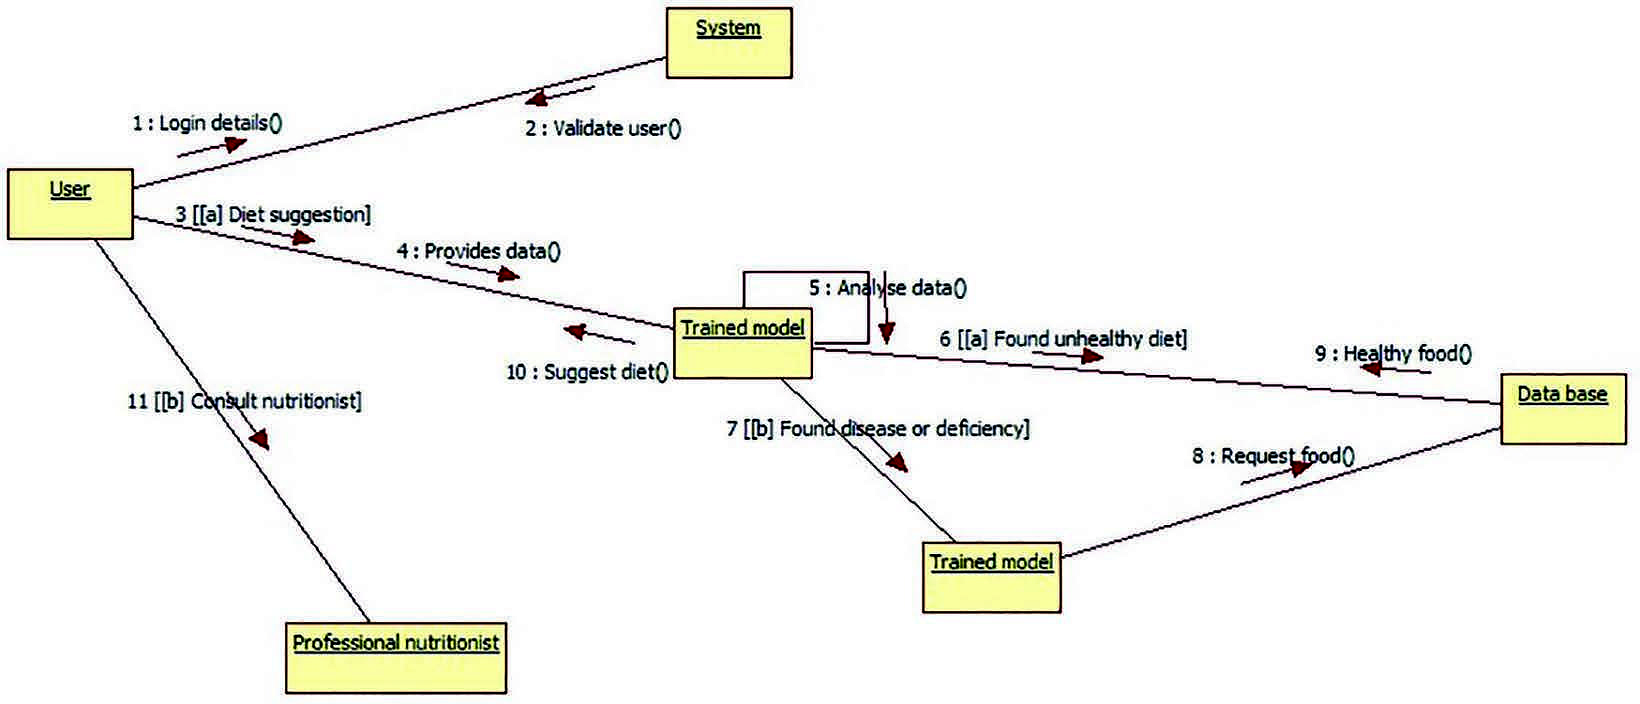 System
1 : Login details()
2 : Validate user()
User
3 [[a] Diet suggestion]
4 : Provides data()
5 : Analyse data()
Trained model
6 [[a] Found unhealthy diet]
9 : Healthy food()
10 : Suggest diet()
Data base
11 [[b] Consult nutritionist]
7 [[b] Found disease or deficiency]
8 : Request food()
Trained model
Professional nutritionist